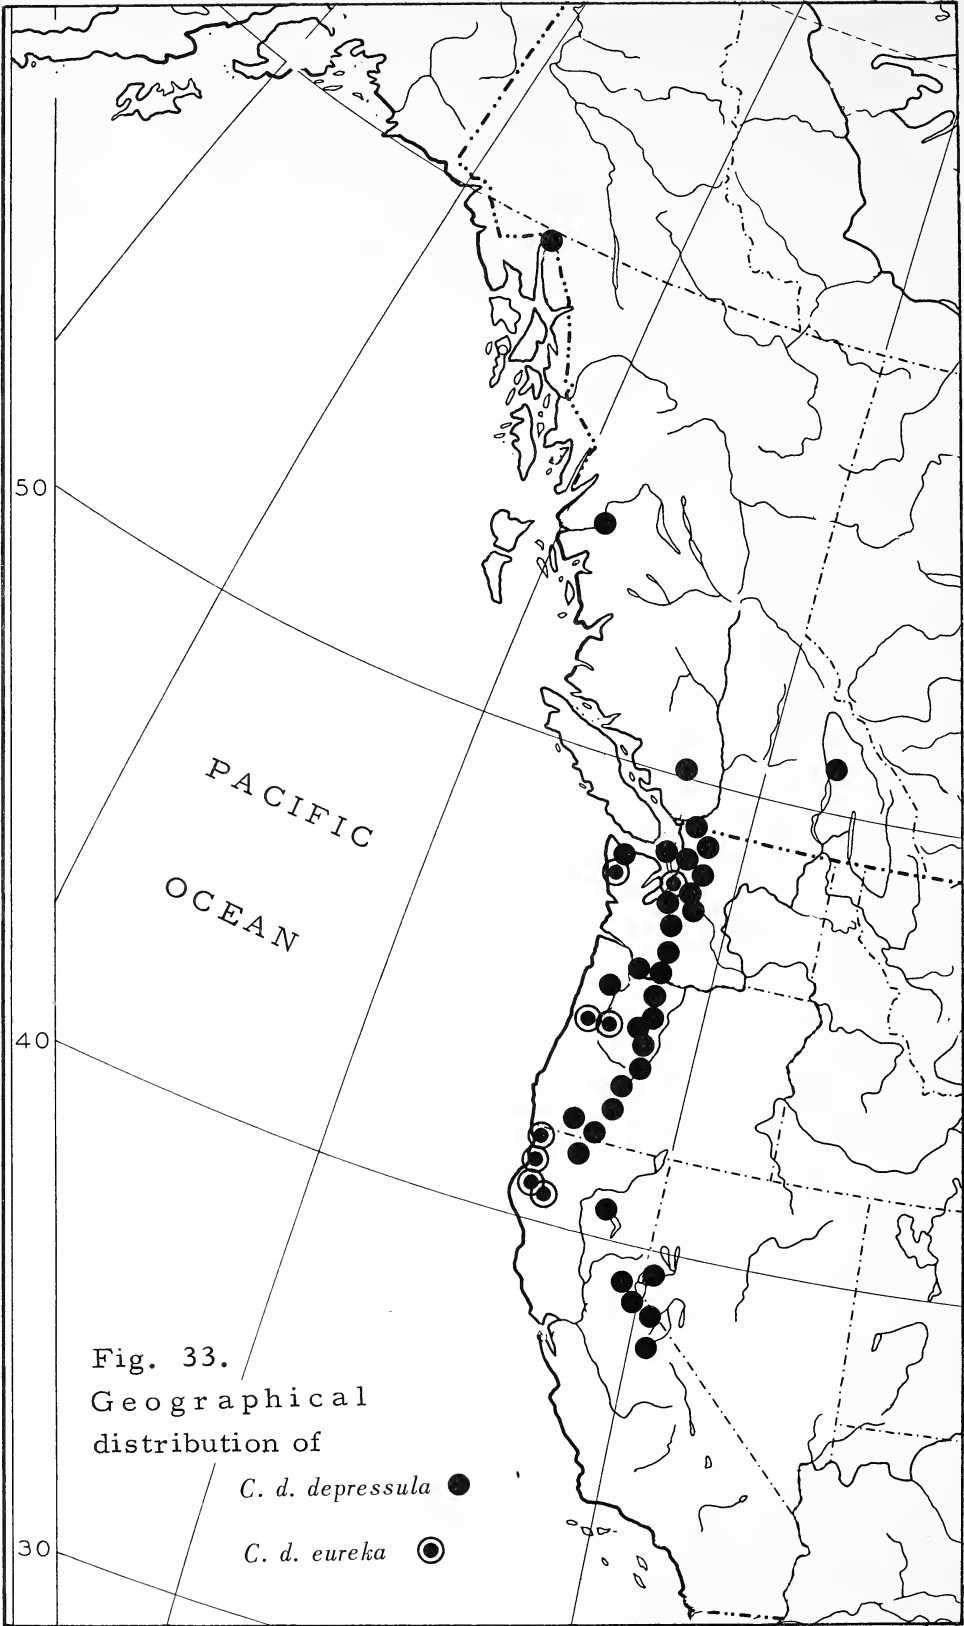 50
PACIFIC
OCEAN
40
Fig. 33.
Geographical
distribution of
C. d. depressula
C. d. eureka
30